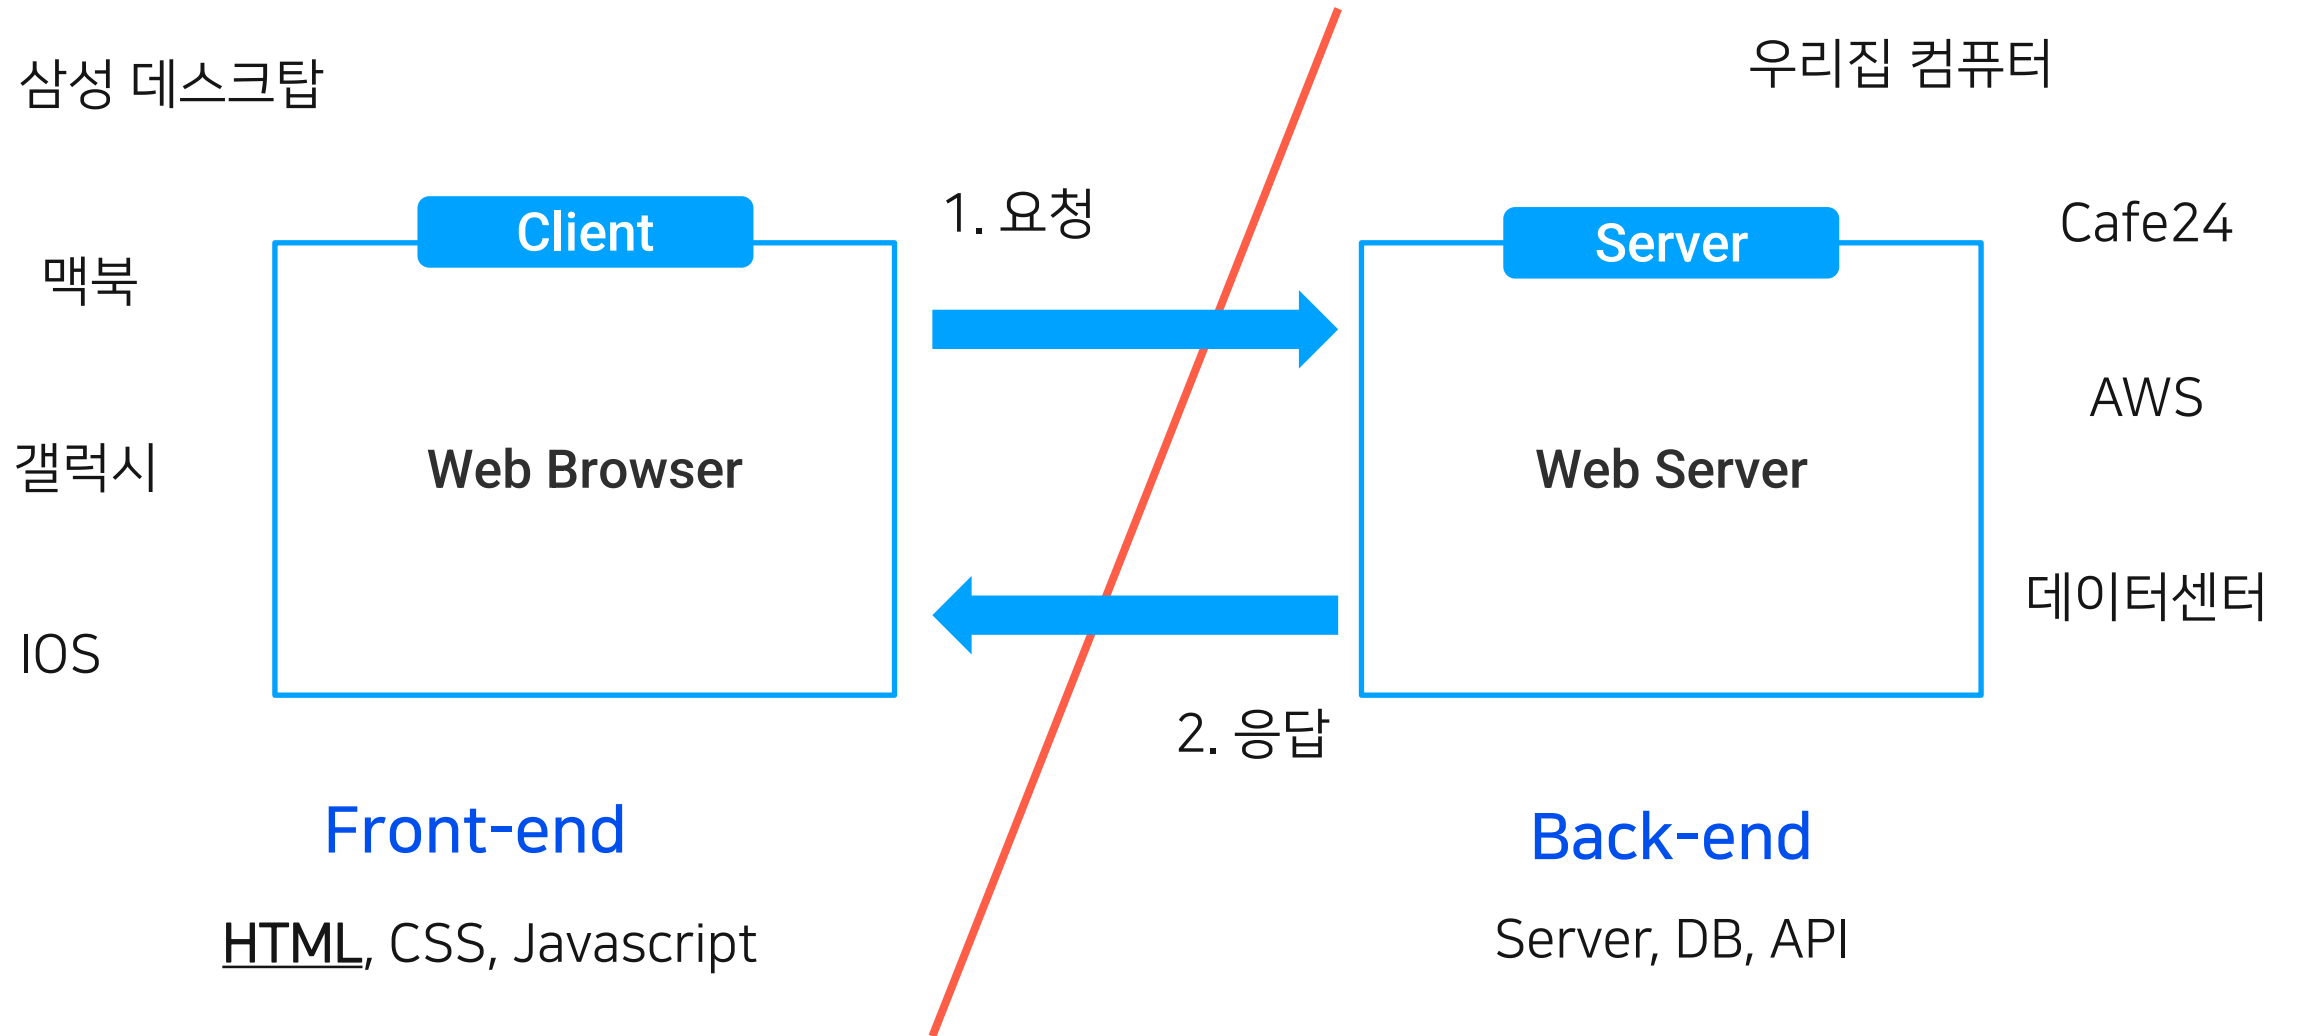 삼성 데스크탑
맥북
갤럭시
IOS
Client
Web Browser
Front-end
HTML, CSS, Javascript
1. 요청
2. 응답
우리집 컴퓨터
Server
Web Server
Cafe24
AWS
데이터센터
Back-end
Server, DB, API